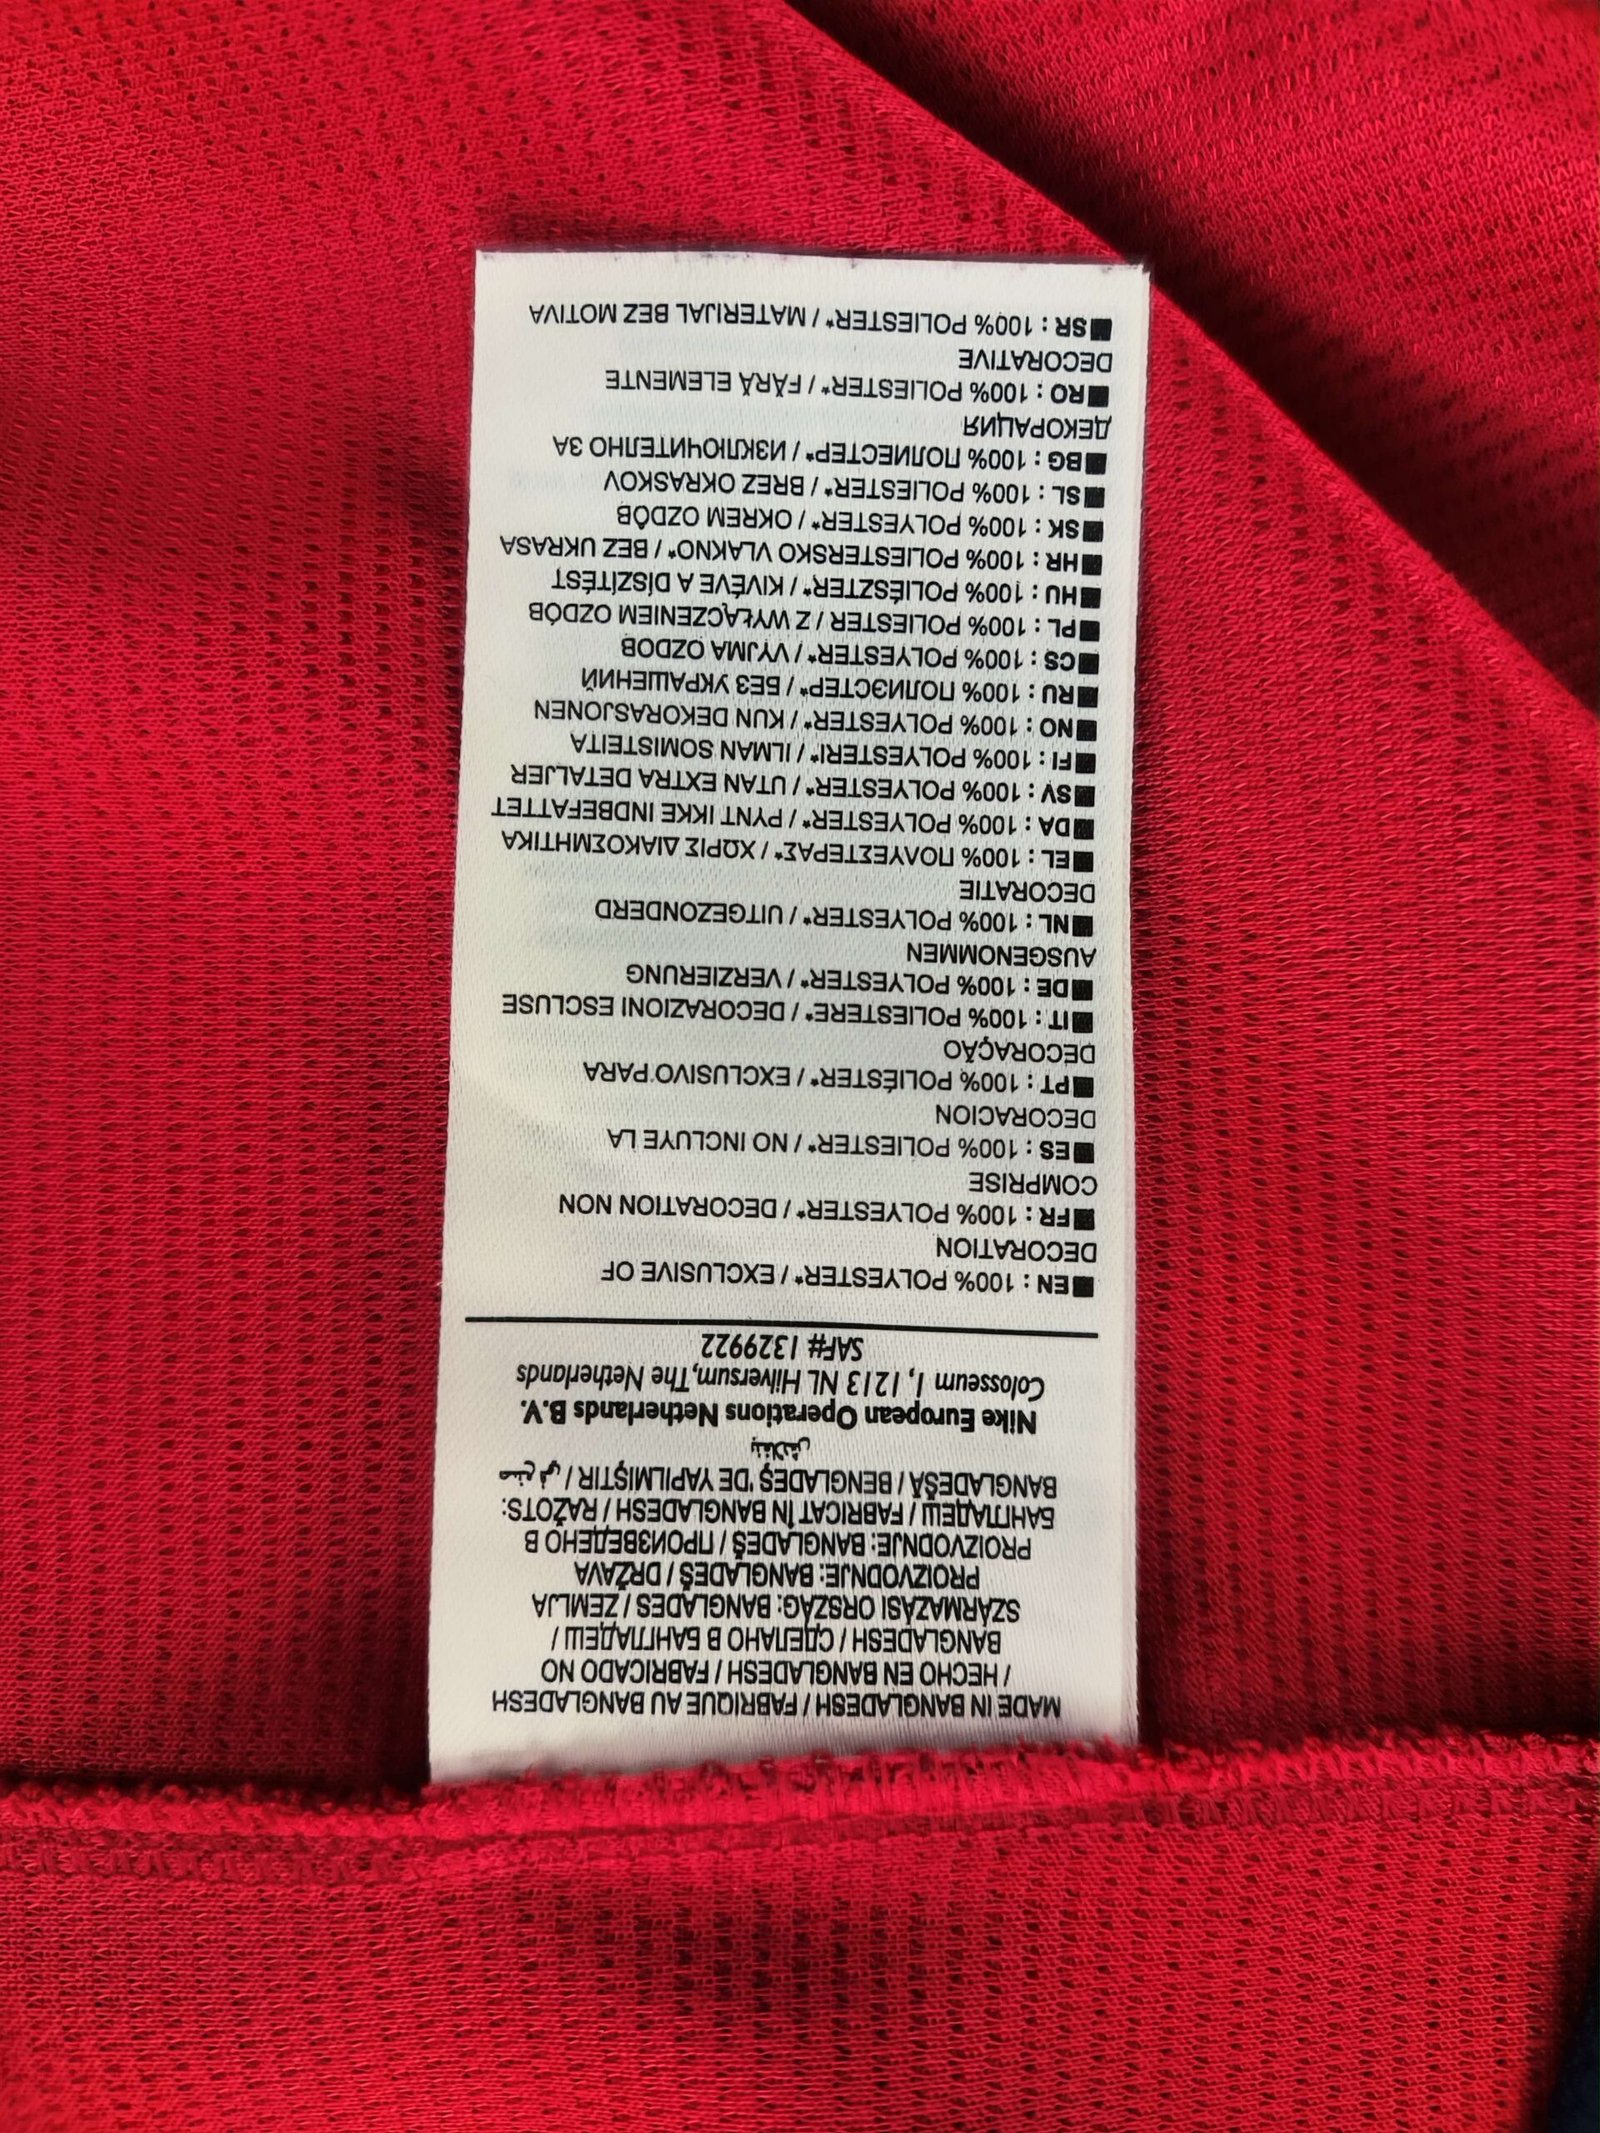 MADE IN BANGLADESH / FABRIQUE AU BANGLADESH
/ HECHO EN BANGLADESH / FABRICADO NO
BANGLADESH / СДЕЛАНО В БАНГЛАДЕШ /
SZÁRMAZÁSI ORSZÁG: BANGLADES / ZEMLJA
PROIZVODNJE: BANGLADEŠ / DRŽAVA
PROIZVODNJE: BANGLADEŠ / ПРОИЗВЕДЕНО В
БАНГЛАДЕШ / FABRICAT ÎN BANGLADESH / RAŽOTS:
BANGLADEŠĀ / BENGLADEŞ 'DE YAPILMIŞTIR / صنع في
بنغلادش
Nike European Operations Netherlands B.V.
Colosseum 1, 1213 NL Hilversum,The Netherlands
SAF# 1329922
■EN : 100% POLYESTER* / EXCLUSIVE OF
DECORATION
■FR : 100% POLYESTER* / DECORATION NON
COMPRISE
■ES : 100% POLIESTER* / NO INCLUYE LA
DECORACION
■PT : 100% POLIÉSTER* / EXCLUSIVO PARA
DECORAÇÃO
■IT : 100% POLIESTERE* / DECORAZIONI ESCLUSE
■DE : 100% POLYESTER* / VERZIERUNG
AUSGENOMMEN
■NL : 100% POLYESTER* / UITGEZONDERD
DECORATIE
■EL : 100% ΠΟΛΥΕΣΤΕΡΑΣ* / ΧΩΡΙΣ ΔΙΑΚΟΣΜΗΤΙΚΑ
■DA : 100% POLYESTER* / PYNT IKKE INDBEFATTET
■SV : 100% POLYESTER* / UTAN EXTRA DETALJER
■FI : 100% POLYESTERI* / ILMAN SOMISTEITA
■NO : 100% POLYESTER* / KUN DEKORASJONEN
■RU : 100% ПОЛИЭСТЕР* / БЕЗ УКРАШЕНИЙ
■CS : 100% POLYESTER* / VYJMA OZDOB
■PL : 100% POLIESTER / Z WYŁĄCZENIEM OZDÓB
■HU : 100% POLIÉSZTER* / KIVÉVE A DÍSZÍTÉST
■HR : 100% POLIESTERSKO VLAKNO* / BEZ UKRASA
■SK : 100% POLYESTER* / OKREM OZDÔB
■SL : 100% POLIESTER* / BREZ OKRASKOV
■BG : 100% ПОЛИЕСТЕР* / ИЗКЛЮЧИТЕЛНО ЗА
ДЕКОРАЦИЯ
■RO : 100% POLIESTER* / FĂRĂ ELEMENTE
DECORATIVE
■SR : 100% POLIESTER* / MATERIJAL BEZ MOTIVA